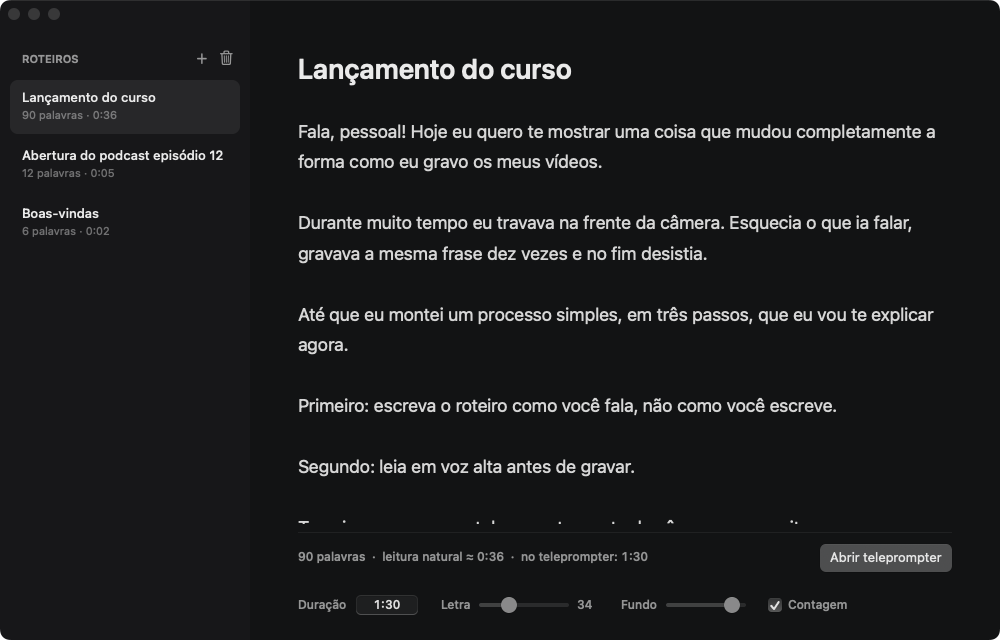 ROTEIROS
Lançamento do curso
90 palavras · 0:36
Abertura do podcast episódio 12
12 palavras · 0:05
Boas-vindas
6 palavras · 0:02
Lançamento do curso
Fala, pessoal! Hoje eu quero te mostrar uma coisa que mudou completamente a
forma como eu gravo os meus vídeos.
Durante muito tempo eu travava na frente da câmera. Esquecia o que ia falar,
gravava a mesma frase dez vezes e no fim desistia.
Até que eu montei um processo simples, em três passos, que eu vou te explicar
agora.
Primeiro: escreva o roteiro como você fala, não como você escreve.
Segundo: leia em voz alta antes de gravar.
90 palavras · leitura natural ≈ 0:36 · no teleprompter: 1:30
Abrir teleprompter
Duração 1:30 Letra 34 Fundo Contagem